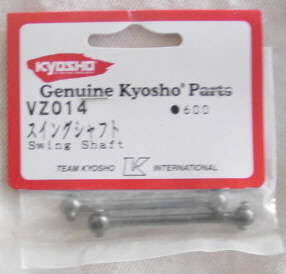 KYOSHO
Genuine Kyosho® Parts
VZ014 ●600
スイングシャフト
Swing Shaft
TEAM KYOSHO K INTERNATIONAL